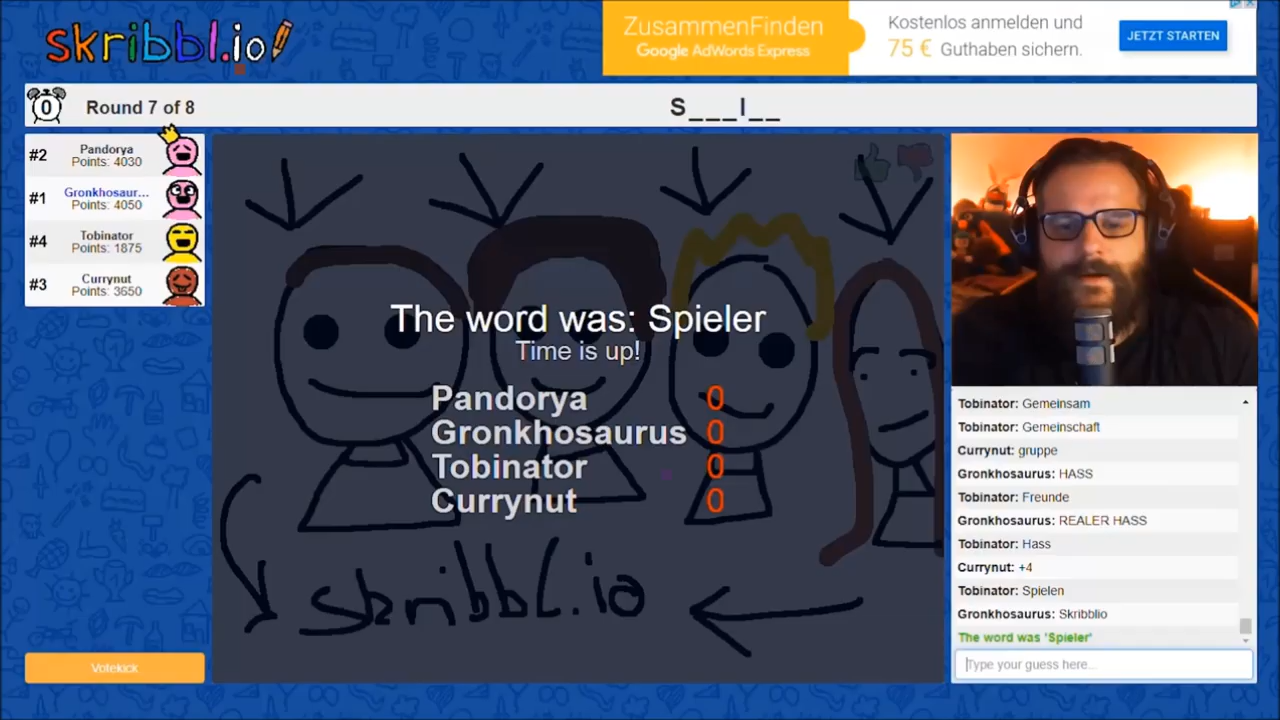 skribbl.io
ZusammenFinden
Google AdWords Express
Kostenlos anmelden und
75 € Guthaben sichern.
JETZT STARTEN
0
Round 7 of 8
S___l__
#2
Pandorya
Points: 4030
#1
Gronkhosaur...
Points: 4050
#4
Tobinator
Points: 1875
#3
Currynut
Points: 3650
The word was: Spieler
Time is up!
Pandorya 0
Gronkhosaurus 0
Tobinator 0
Currynut 0
skribbl.io
Votekick
Tobinator: Gemeinsam
Tobinator: Gemeinschaft
Currynut: gruppe
Gronkhosaurus: HASS
Tobinator: Freunde
Gronkhosaurus: REALER HASS
Tobinator: Hass
Currynut: +4
Tobinator: Spielen
Gronkhosaurus: Skribblio
The word was 'Spieler'
Type your guess here...